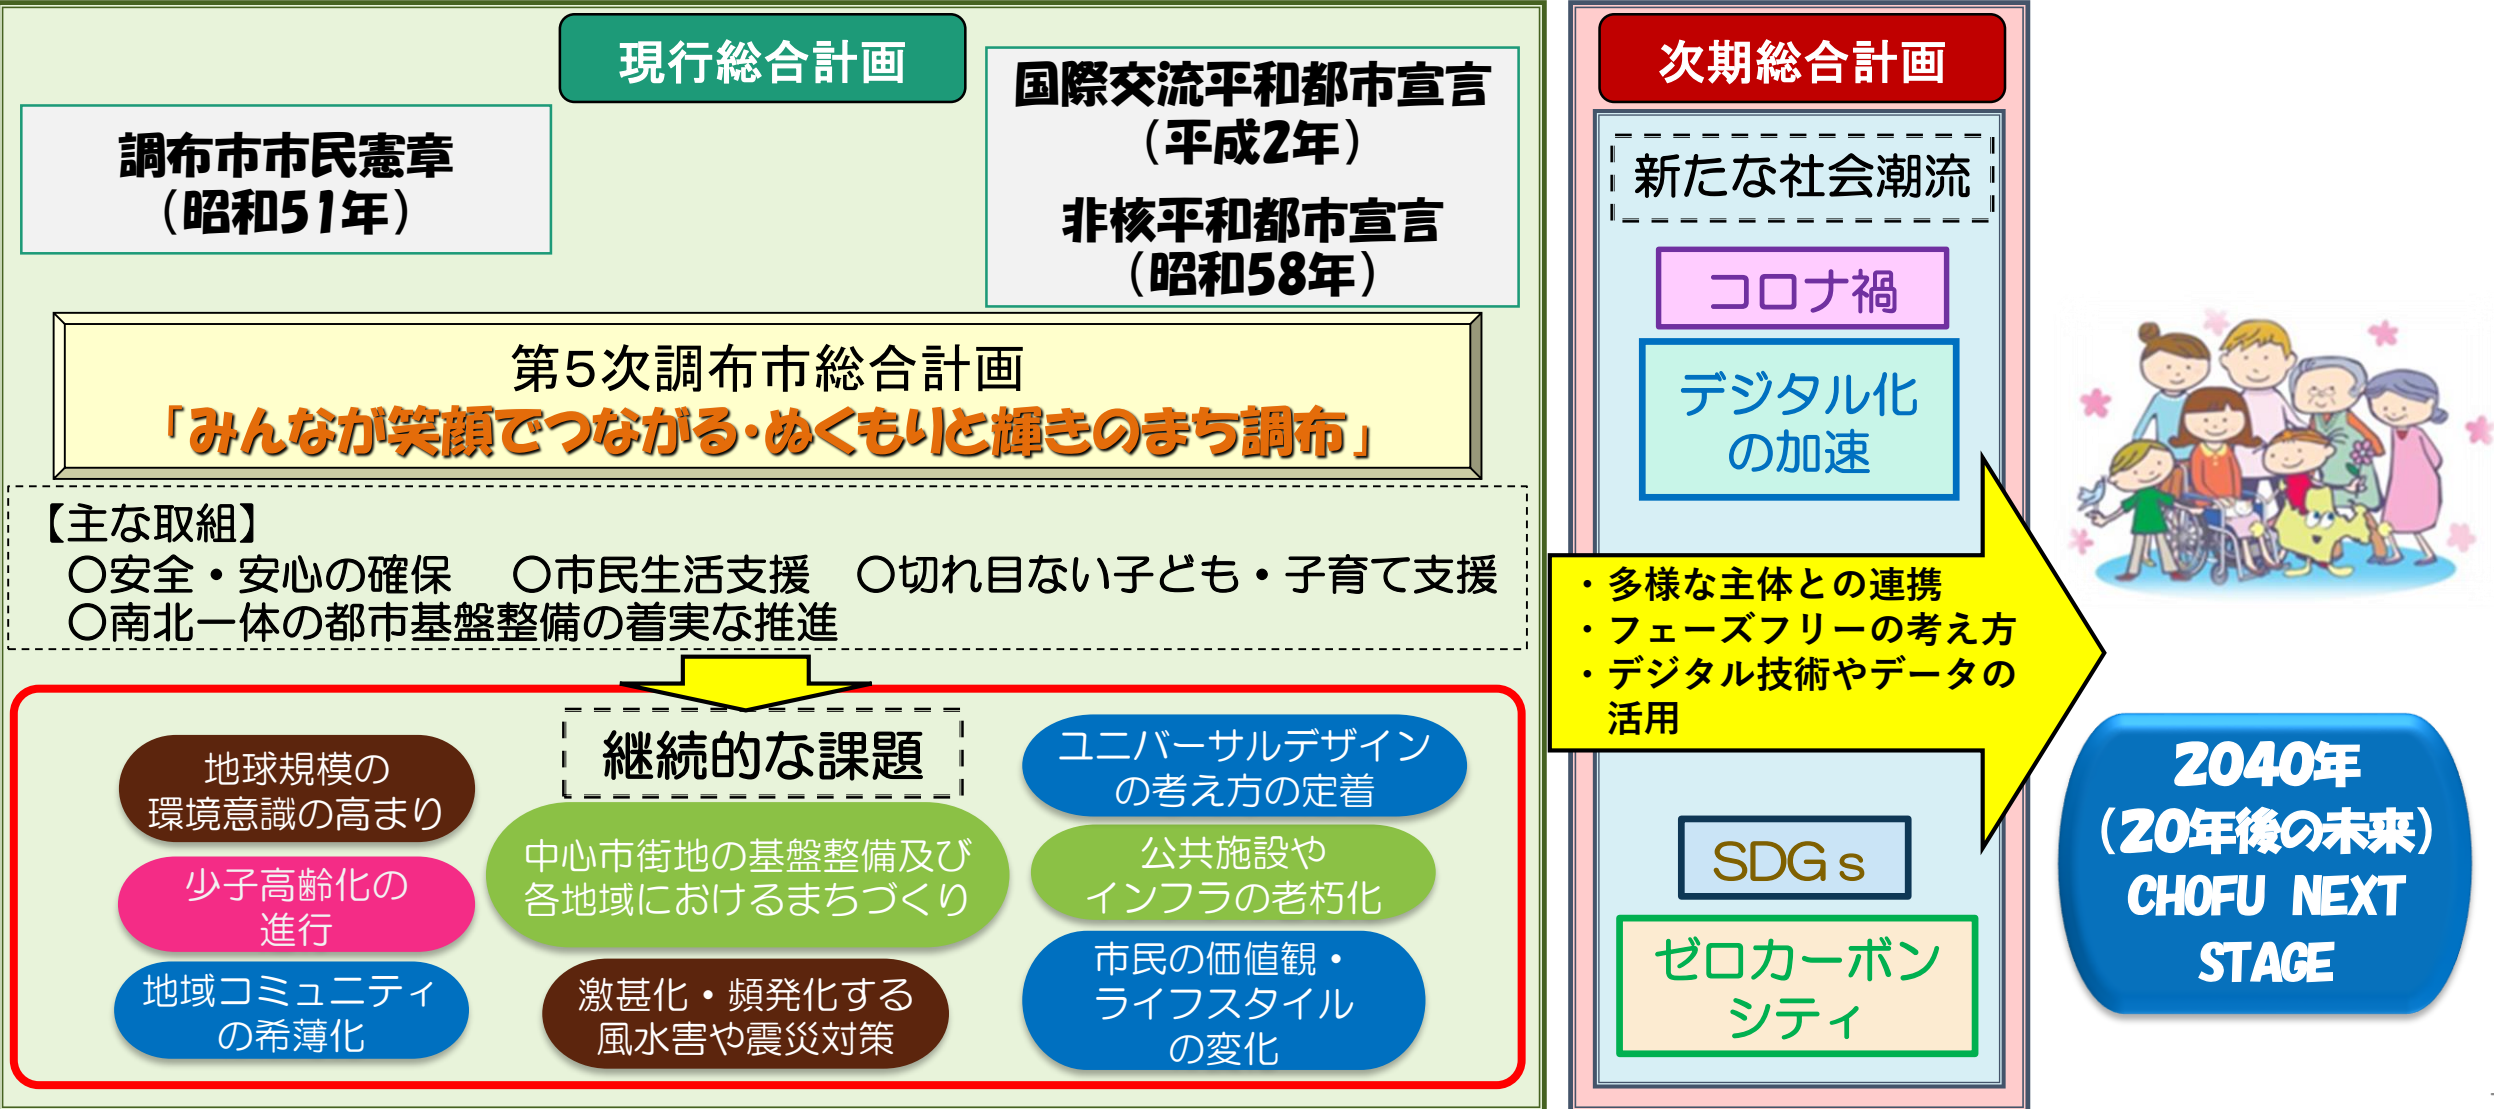 現行総合計画
調布市市民憲章
（昭和51年）
国際交流平和都市宣言
（平成2年）
非核平和都市宣言
（昭和58年）
第５次調布市総合計画
「みんなが笑顔でつながる・ぬくもりと輝きのまち調布」
【主な取組】
○安全・安心の確保　○市民生活支援　○切れ目ない子ども・子育て支援
○南北一体の都市基盤整備の着実な推進
継続的な課題
地球規模の
環境意識の高まり
少子高齢化の
進行
地域コミュニティ
の希薄化
中心市街地の基盤整備及び
各地域におけるまちづくり
激甚化・頻発化する
風水害や震災対策
ユニバーサルデザイン
の考え方の定着
公共施設や
インフラの老朽化
市民の価値観・
ライフスタイル
の変化
次期総合計画
新たな社会潮流
コロナ禍
デジタル化
の加速
・多様な主体との連携
・フェーズフリーの考え方
・デジタル技術やデータの
活用
SDGｓ
ゼロカーボン
シティ
2040年
（20年後の未来）
CHOFU NEXT
STAGE